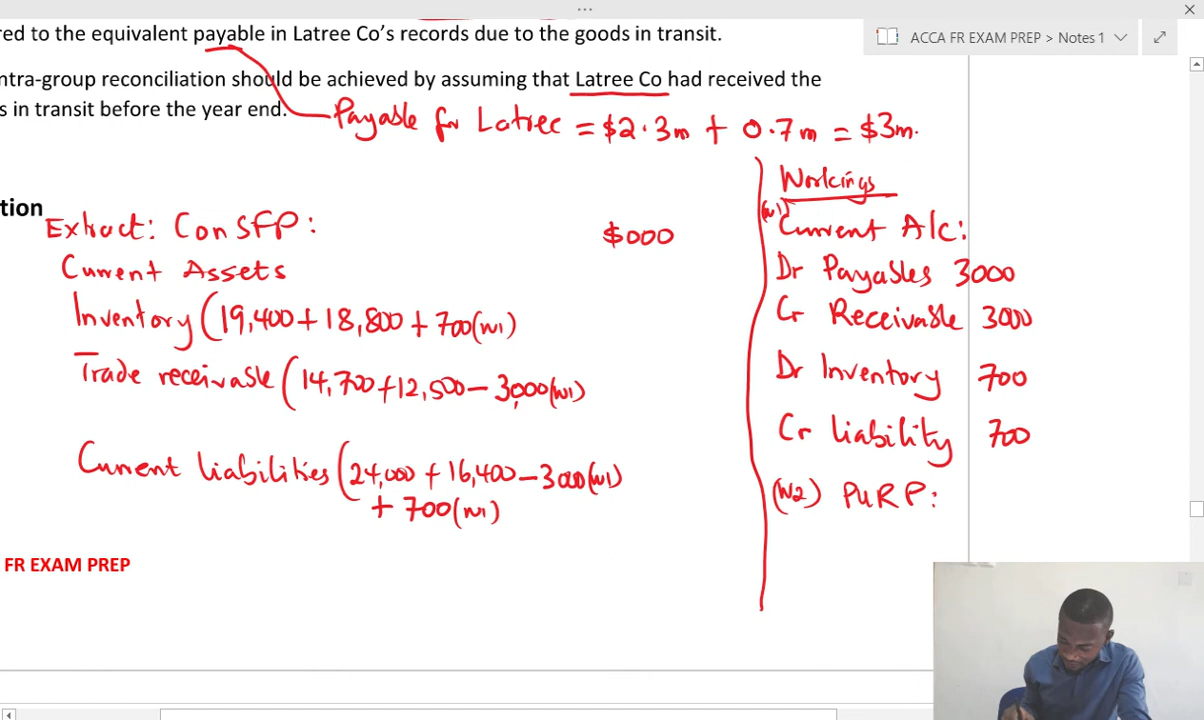 red to the equivalent payable in Latree Co's records due to the goods in transit.
ACCA FR EXAM PREP > Notes 1
ntra-group reconciliation should be achieved by assuming that Latree Co had received the
s in transit before the year end.
Payable for Latree = $2.3m + 0.7m = $3m.
tion
Extract: Con SFP:
$000
Current Assets
Inventory (19,400 + 18,800 + 700(W1)
Trade receivable (14,700 + 12,500 - 3,000(W1)
Current liabilities (24,000 + 16,400 - 3000(W1)
+ 700(W1)
FR EXAM PREP
Workings
(W1)
Current A/c:
Dr Payables 3000
Cr Receivable 3000
Dr Inventory 700
Cr liability 700
(W2) PURP: